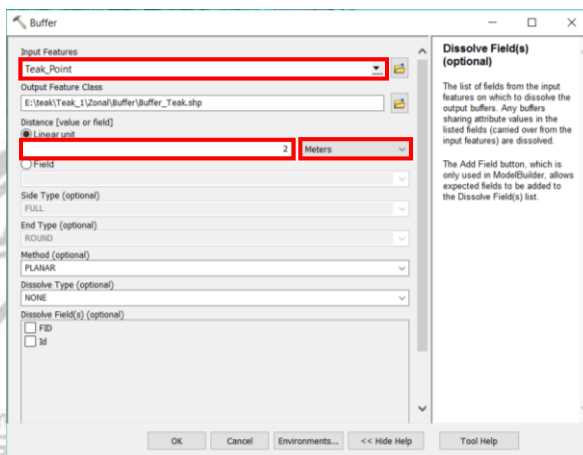 Buffer
Input Features
Teak_Point
Output Feature Class
E:\teak\Teak_1\Zonal\Buffer\Buffer_Teak.shp
Distance [value or field]
Linear unit
2 Meters
Field
Side Type (optional)
FULL
End Type (optional)
ROUND
Method (optional)
PLANAR
Dissolve Type (optional)
NONE
Dissolve Field(s) (optional)
FID
Id
OK Cancel Environments... << Hide Help Tool Help
Dissolve Field(s)
(optional)
The list of fields from the input
features on which to dissolve the
output buffers. Any buffers
sharing attribute values in the
listed fields (carried over from the
input features) are dissolved.
The Add Field button, which is
only used in ModelBuilder, allows
expected fields to be added to
the Dissolve Field(s) list.